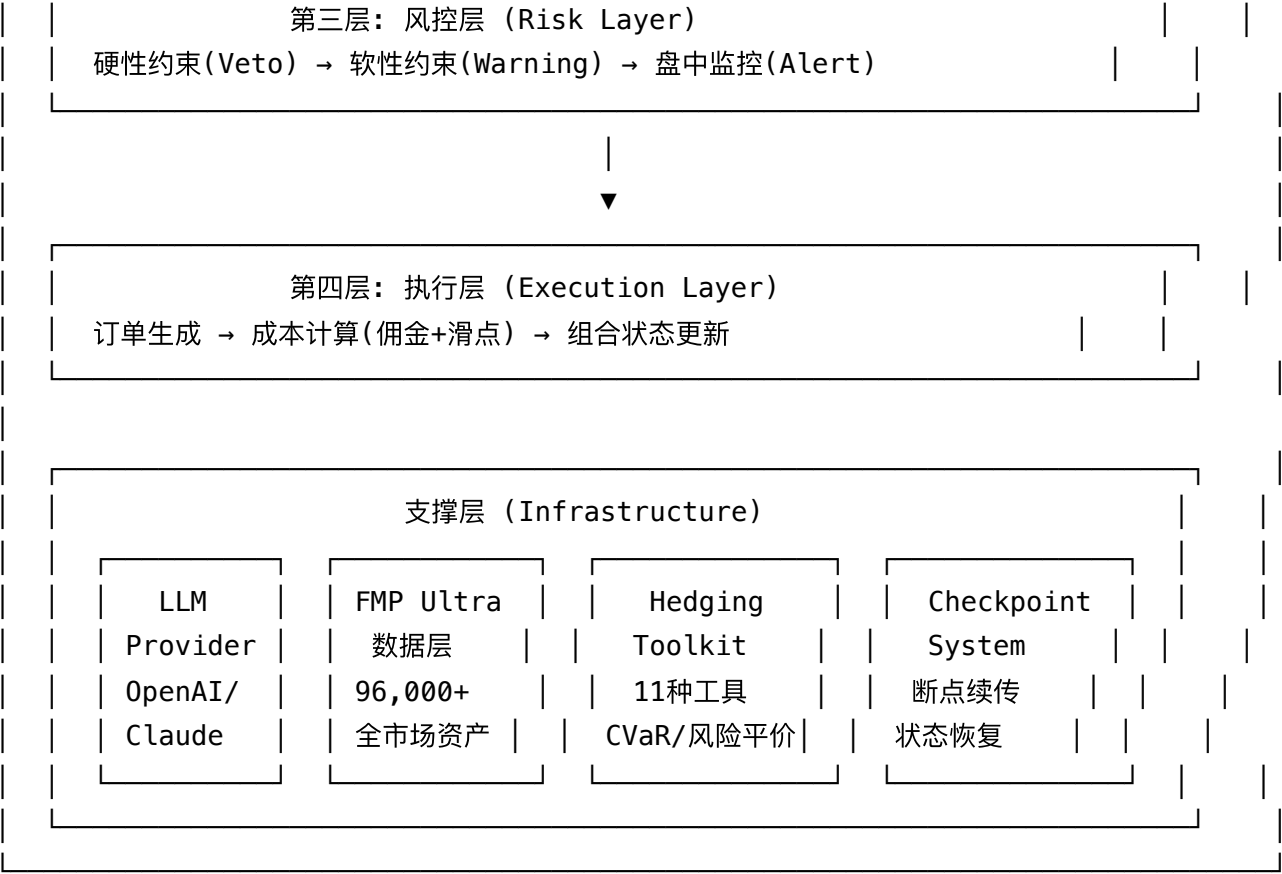 第三层: 风控层 (Risk Layer)
硬性约束(Veto) → 软性约束(Warning) → 盘中监控(Alert)
▼
第四层: 执行层 (Execution Layer)
订单生成 → 成本计算(佣金+滑点) → 组合状态更新
支撑层 (Infrastructure)
LLM FMP Ultra Hedging Checkpoint
Provider 数据层 Toolkit System
OpenAI/ 96,000+ 11种工具 断点续传
Claude 全市场资产 CVaR/风险平价 状态恢复